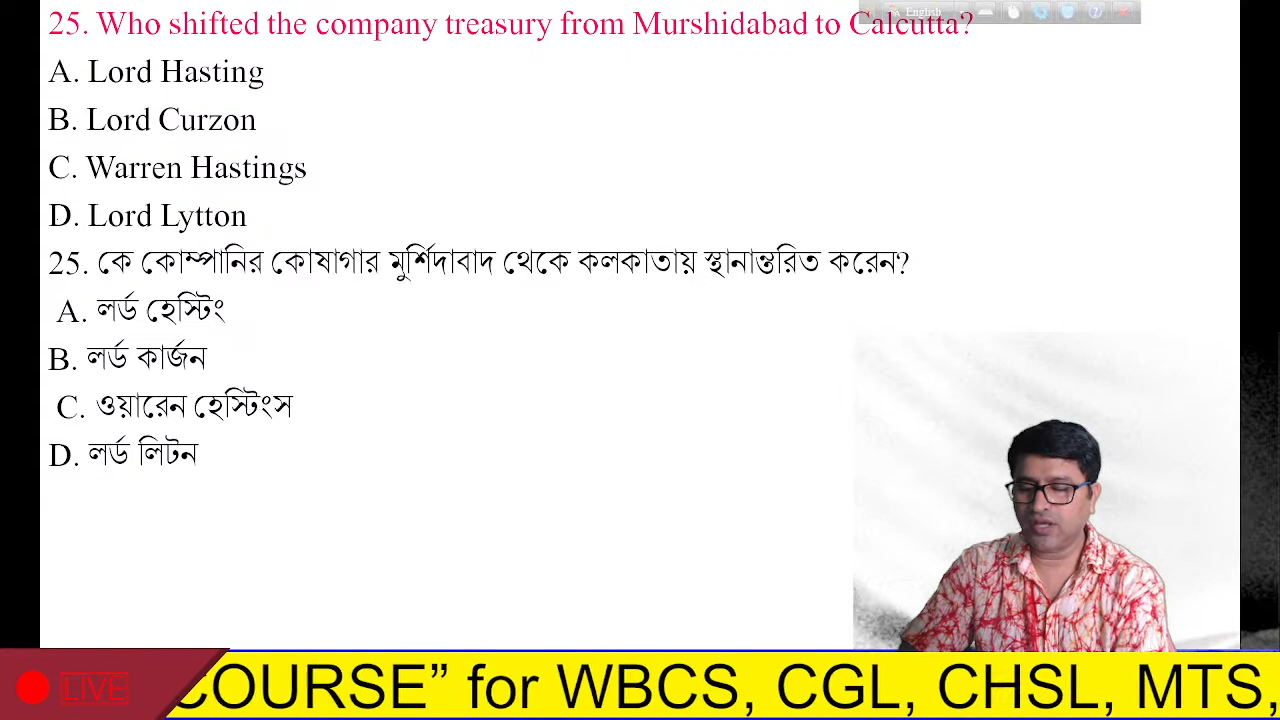 25. Who shifted the company treasury from Murshidabad to Calcutta?
English
A. Lord Hasting
B. Lord Curzon
C. Warren Hastings
D. Lord Lytton
25. কে কোম্পানির কোষাগার মুর্শিদাবাদ থেকে কলকাতায় স্থানান্তরিত করেন?
A. লর্ড হেস্টিং
B. লর্ড কার্জন
C. ওয়ারেন হেস্টিংস
D. লর্ড লিটন
LIVE
COURSE” for WBCS, CGL, CHSL, MTS,